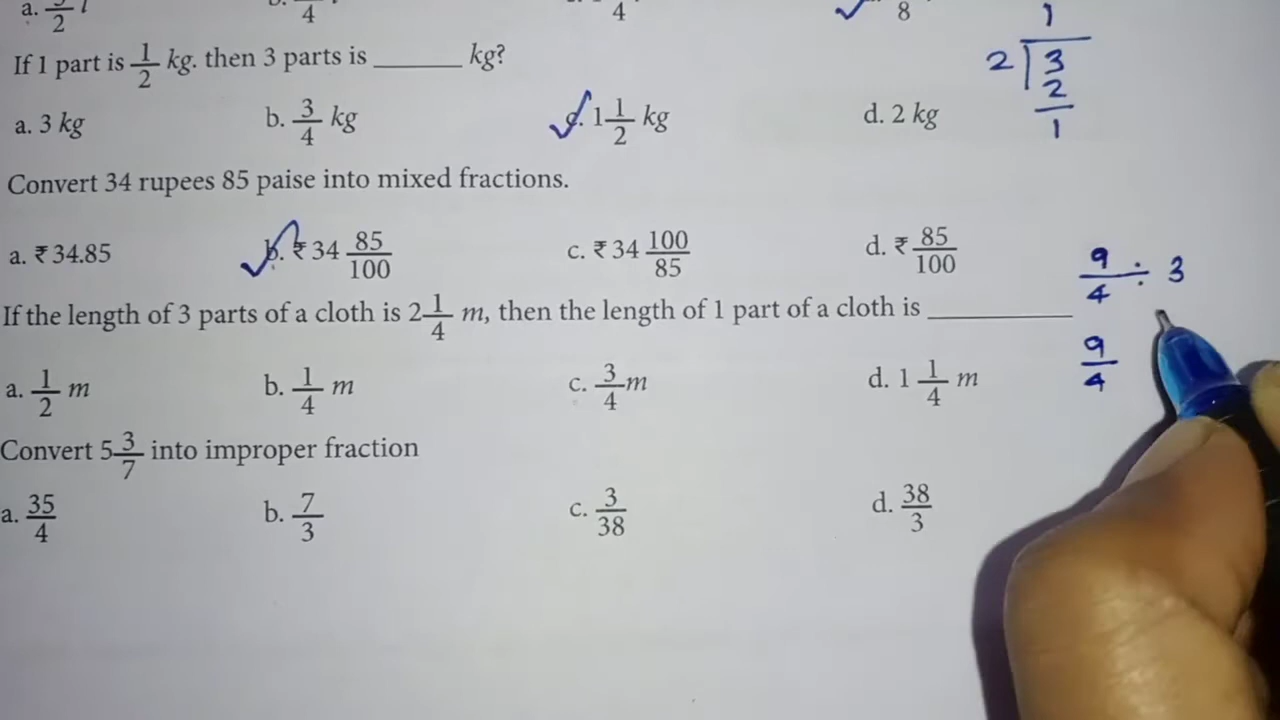 a. 2 l 4 4 8
If 1 part is 1/2 kg. then 3 parts is ______ kg?
a. 3 kg b. 3/4 kg c. 1 1/2 kg d. 2 kg
Convert 34 rupees 85 paise into mixed fractions.
a. ₹ 34.85 b. ₹ 34 85/100 c. ₹ 34 100/85 d. ₹ 85/100
If the length of 3 parts of a cloth is 2 1/4 m, then the length of 1 part of a cloth is __________
a. 1/2 m b. 1/4 m c. 3/4 m d. 1 1/4 m
Convert 5 3/7 into improper fraction
a. 35/4 b. 7/3 c. 3/38 d. 38/3
1
2 3
2
1
9/4 ÷ 3
9/4